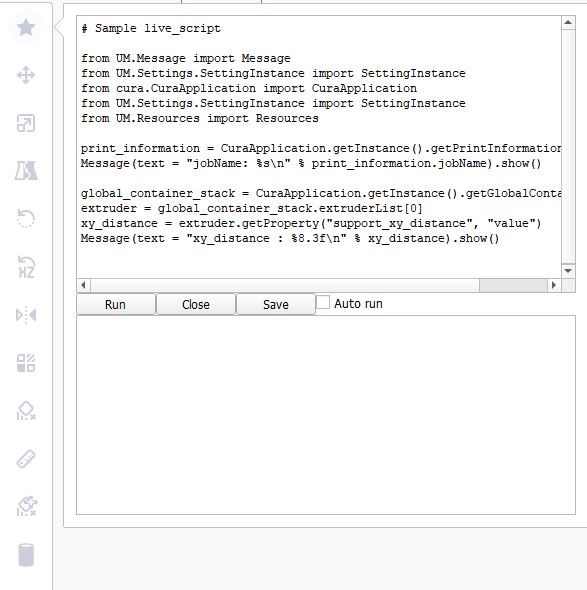 # Sample live_script
from UM.Message import Message
from UM.Settings.SettingInstance import SettingInstance
from cura.CuraApplication import CuraApplication
from UM.Settings.SettingInstance import SettingInstance
from UM.Resources import Resources
print_information = CuraApplication.getInstance().getPrintInformation
Message(text = "jobName: %s\n" % print_information.jobName).show()
global_container_stack = CuraApplication.getInstance().getGlobalConta
extruder = global_container_stack.extruderList[0]
xy_distance = extruder.getProperty("support_xy_distance", "value")
Message(text = "xy_distance : %8.3f\n" % xy_distance).show()
Run Close Save Auto run
XZ